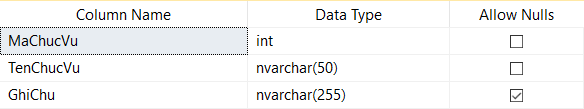 Column Name Data Type Allow Nulls
MaChucVu int
TenChucVu nvarchar(50)
GhiChu nvarchar(255)